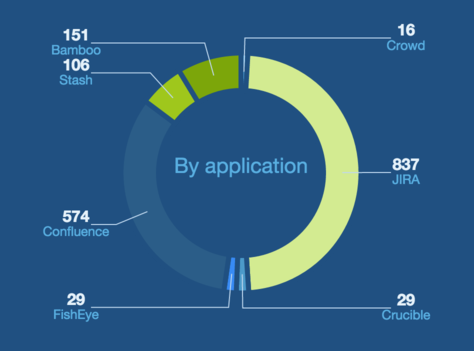 151
Bamboo
16
Crowd
106
Stash
By application
837
JIRA
574
Confluence
29
FishEye
29
Crucible